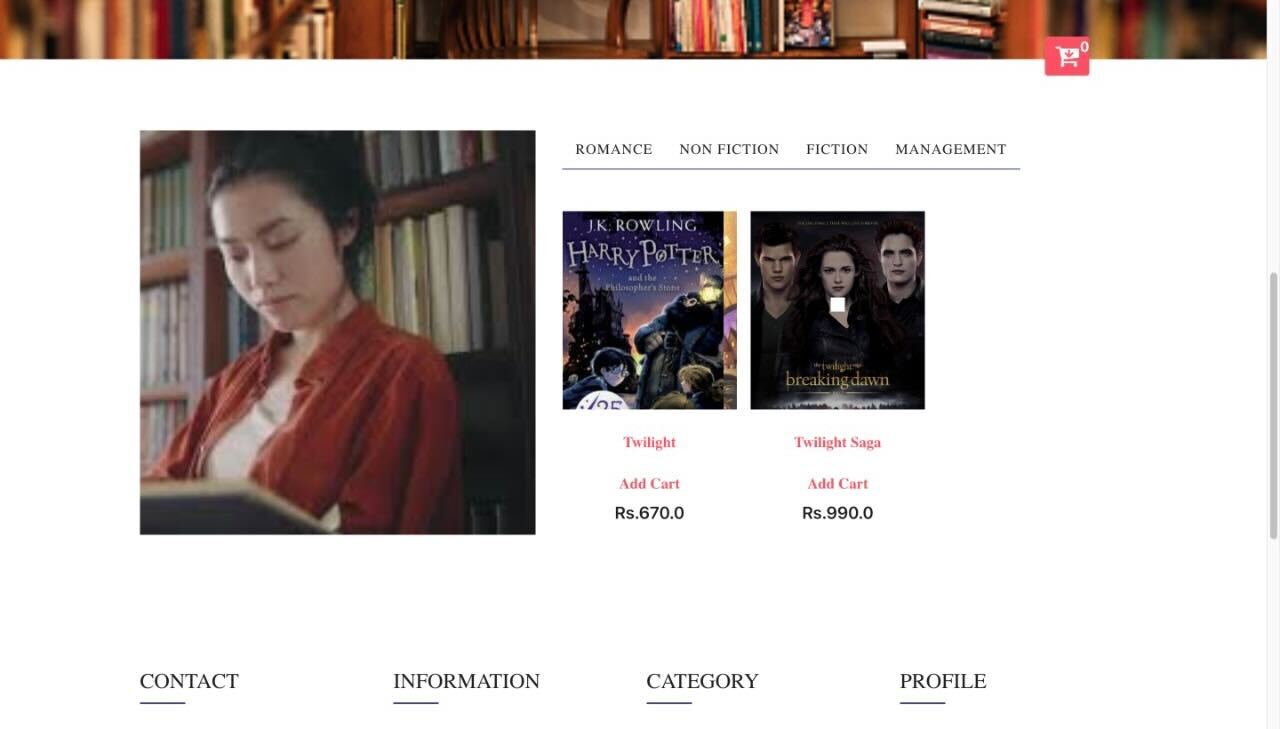 0
ROMANCE NON FICTION FICTION MANAGEMENT
J.K. ROWLING
HARRY POTTER
and the
Philosopher's Stone
the twilight saga
breaking dawn
Twilight
Twilight Saga
Add Cart
Add Cart
Rs.670.0
Rs.990.0
CONTACT
INFORMATION
CATEGORY
PROFILE